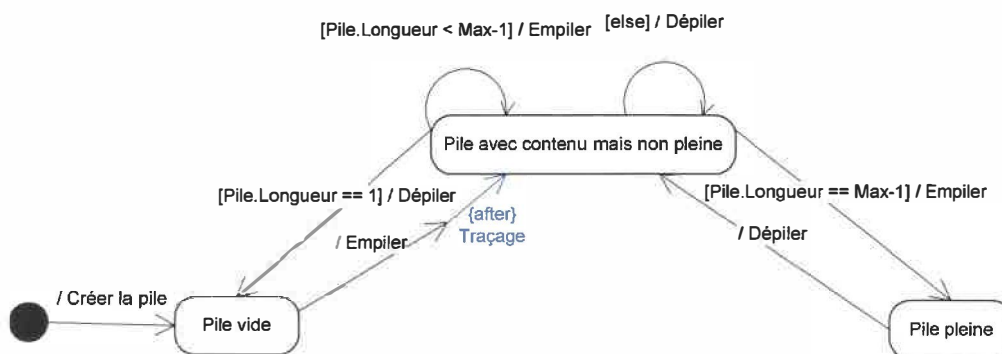 [Pile.Longueur < Max-1] / Empiler
[else] / Dépiler
Pile avec contenu mais non pleine
[Pile.Longueur == 1] / Dépiler
[Pile.Longueur == Max-1] / Empiler
{after}
Traçage
/ Empiler
/ Dépiler
/ Créer la pile
Pile vide
Pile pleine